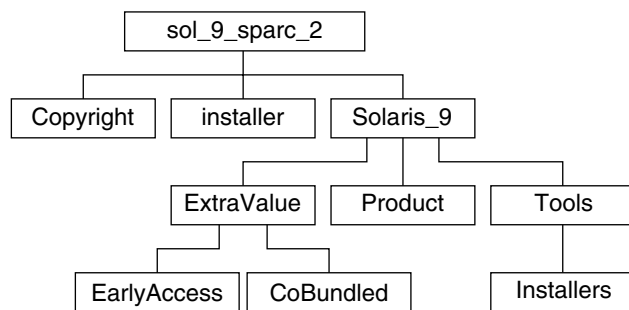 sol_9_sparc_2
Copyright
installer
Solaris_9
ExtraValue
Product
Tools
EarlyAccess
CoBundled
Installers